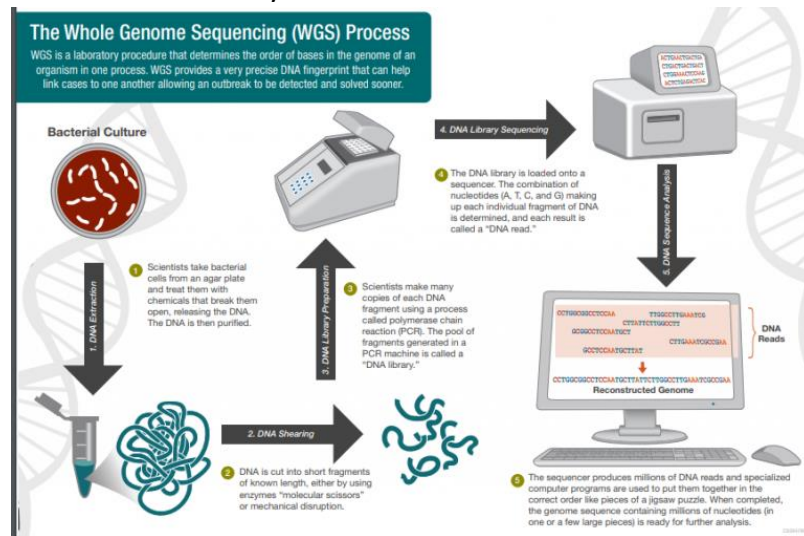 The Whole Genome Sequencing (WGS) Process
WGS is a laboratory procedure that determines the order of bases in the genome of an
organism in one process. WGS provides a very precise DNA fingerprint that can help
link cases to one another allowing an outbreak to be detected and solved sooner.
Bacterial Culture
1 Scientists take bacterial
cells from an agar plate
and treat them with
chemicals that break them
open, releasing the DNA.
The DNA is then purified.
1. DNA Extraction
2. DNA Shearing
2 DNA is cut into short fragments
of known length, either by using
enzymes “molecular scissors”
or mechanical disruption.
3. DNA Library Preparation
3 Scientists make many
copies of each DNA
fragment using a process
called polymerase chain
reaction (PCR). The pool of
fragments generated in a
PCR machine is called a
“DNA library.”
4. DNA Library Sequencing
4 The DNA library is loaded onto a
sequencer. The combination of
nucleotides (A, T, C, and G) making
up each individual fragment of DNA
is determined, and each result is
called a “DNA read.”
ACTGAACTGACTGA
CTGACTGACTGACT
5. DNA Sequence Analysis
CCTGGCGGCCTCCAA
TTGGCCTTGAAATCG
CTTATTCTTGGCCTT
GCGGCCTCCAATGCT
CTTGAAATCGCCGAA
GCCTCCAATGCTTAT
DNA
Reads
CCTGGCGGCCTCCAATGCTTATTCTTGGCCTTGAAATCGCCGAA
Reconstructed Genome
5 The sequencer produces millions of DNA reads and specialized
computer programs are used to put them together in the
correct order like pieces of a jigsaw puzzle. When completed,
the genome sequence containing millions of nucleotides (in
one or a few large pieces) is ready for further analysis.